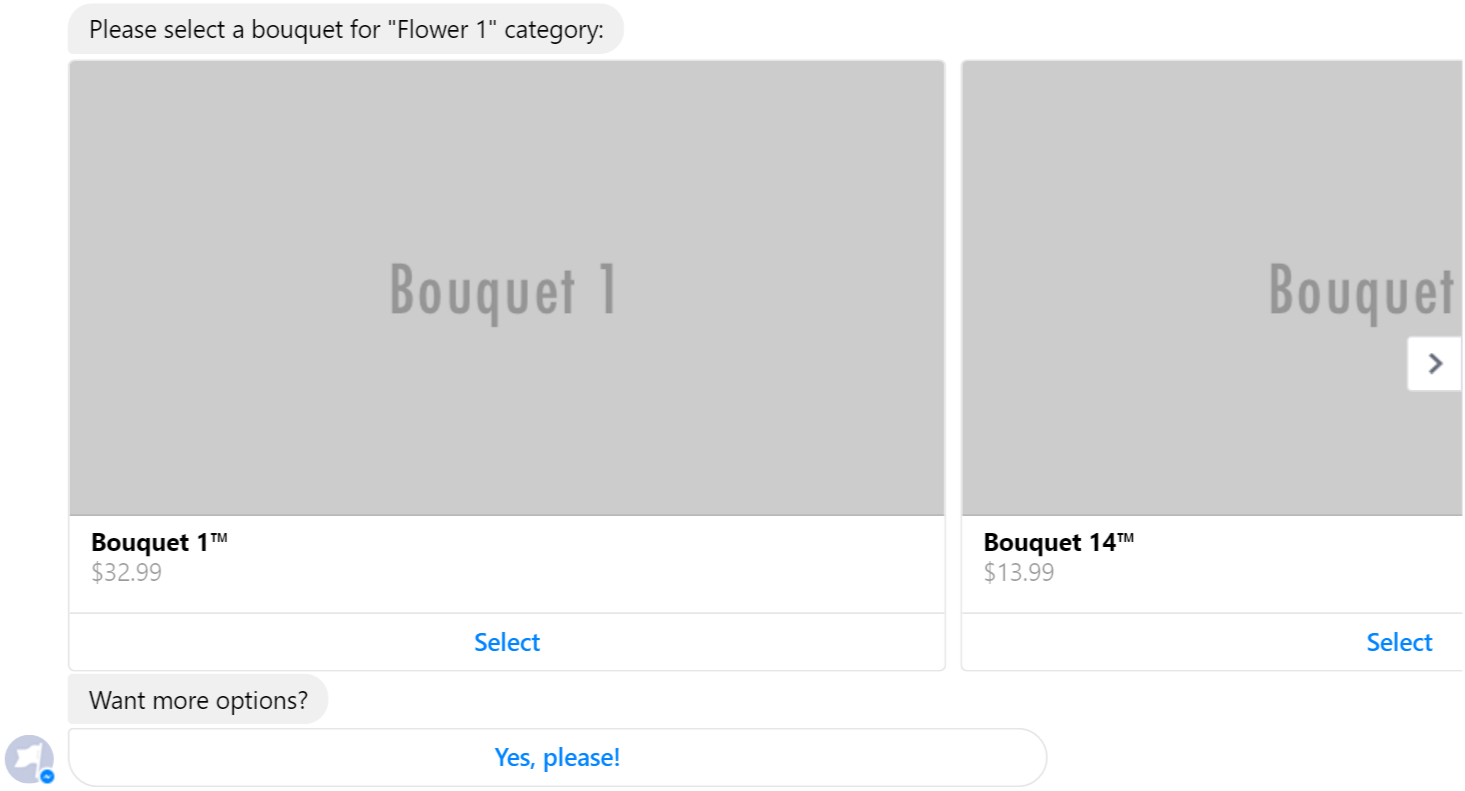 Please select a bouquet for "Flower 1" category:
Bouquet 1
Bouquet
Bouquet 1™
$32.99
Select
Bouquet 14™
$13.99
Select
Want more options?
Yes, please!